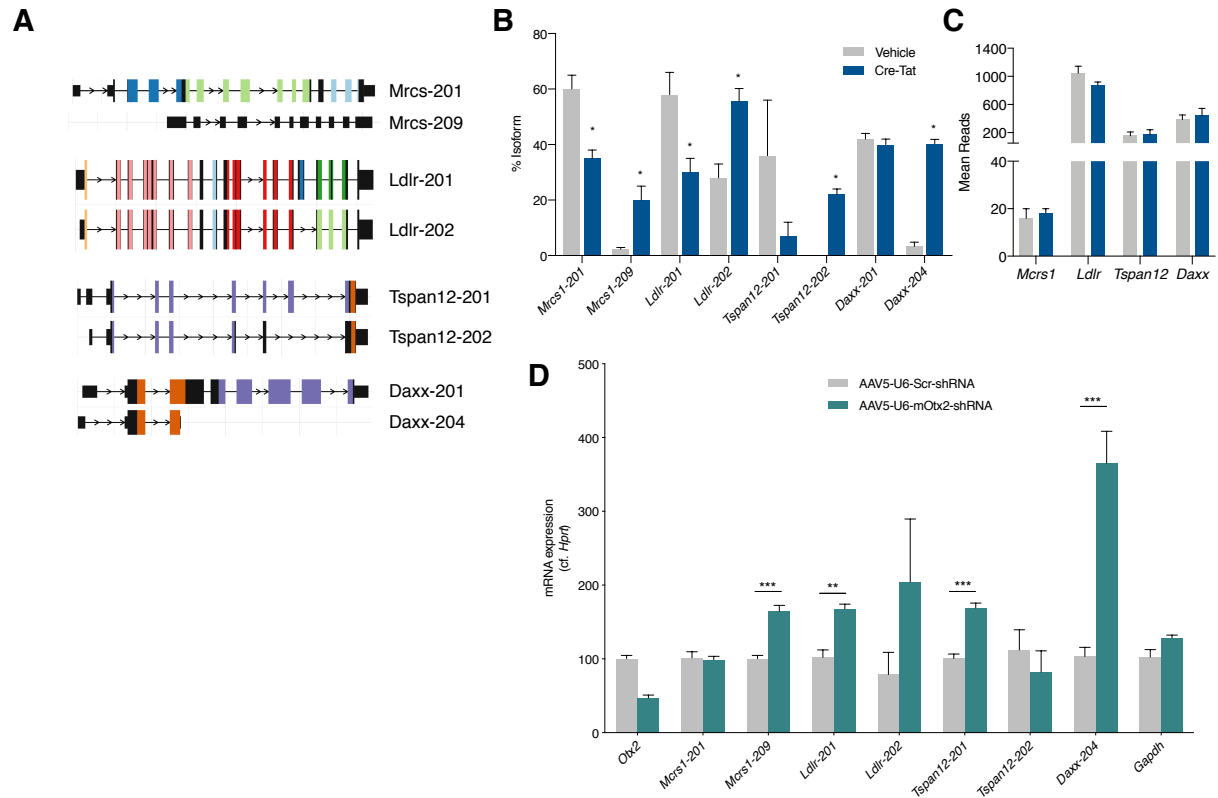 A
Mrcs-201
Mrcs-209
Ldlr-201
Ldlr-202
Tspan12-201
Tspan12-202
Daxx-201
Daxx-204
B
80
60
40
20
0
% Isoform
Vehicle
Cre-Tat
*
*
*
*
*
*
Mrcs1-201
Mrcs1-209
Ldlr-201
Ldlr-202
Tspan12-201
Tspan12-202
Daxx-201
Daxx-204
C
1400
1000
600
200
40
20
0
Mean Reads
Mcrs1
Ldlr
Tspan12
Daxx
D
500
400
300
200
100
0
mRNA expression
(cf. Hprt)
AAV5-U6-Scr-shRNA
AAV5-U6-mOtx2-shRNA
***
**
***
***
Otx2
Mcrs1-201
Mcrs1-209
Ldlr-201
Ldlr-202
Tspan12-201
Tspan12-202
Daxx-204
Gapdh